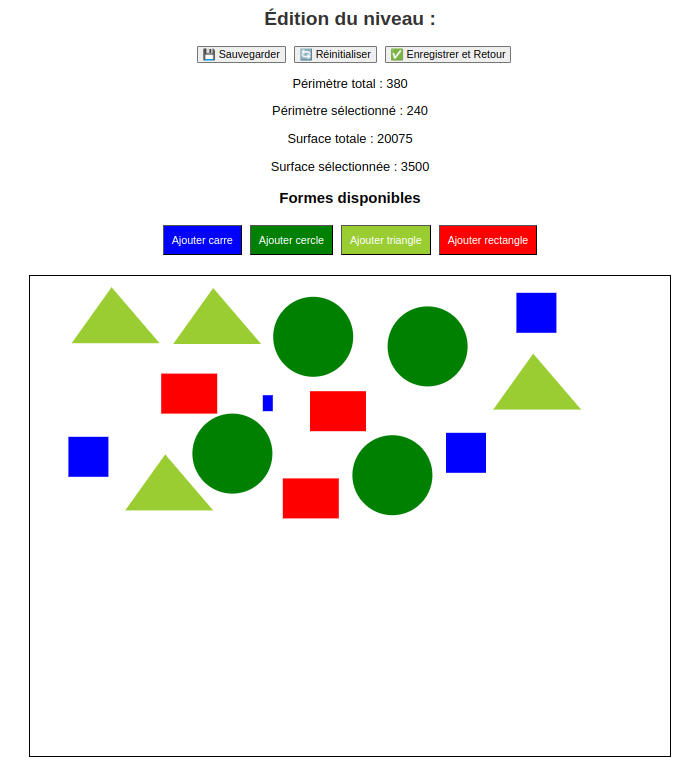 Édition du niveau :
💾 Sauvegarder 🔄 Réinitialiser ✅ Enregistrer et Retour
Périmètre total : 380
Périmètre sélectionné : 240
Surface totale : 20075
Surface sélectionnée : 3500
Formes disponibles
Ajouter carre Ajouter cercle Ajouter triangle Ajouter rectangle